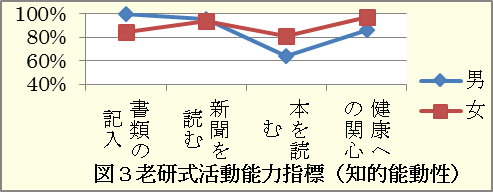 100%
80%
60%
40%
書類の記入
新聞を読む
本を読む
健康への関心
男
女
図3老研式活動能力指標（知的能動性）